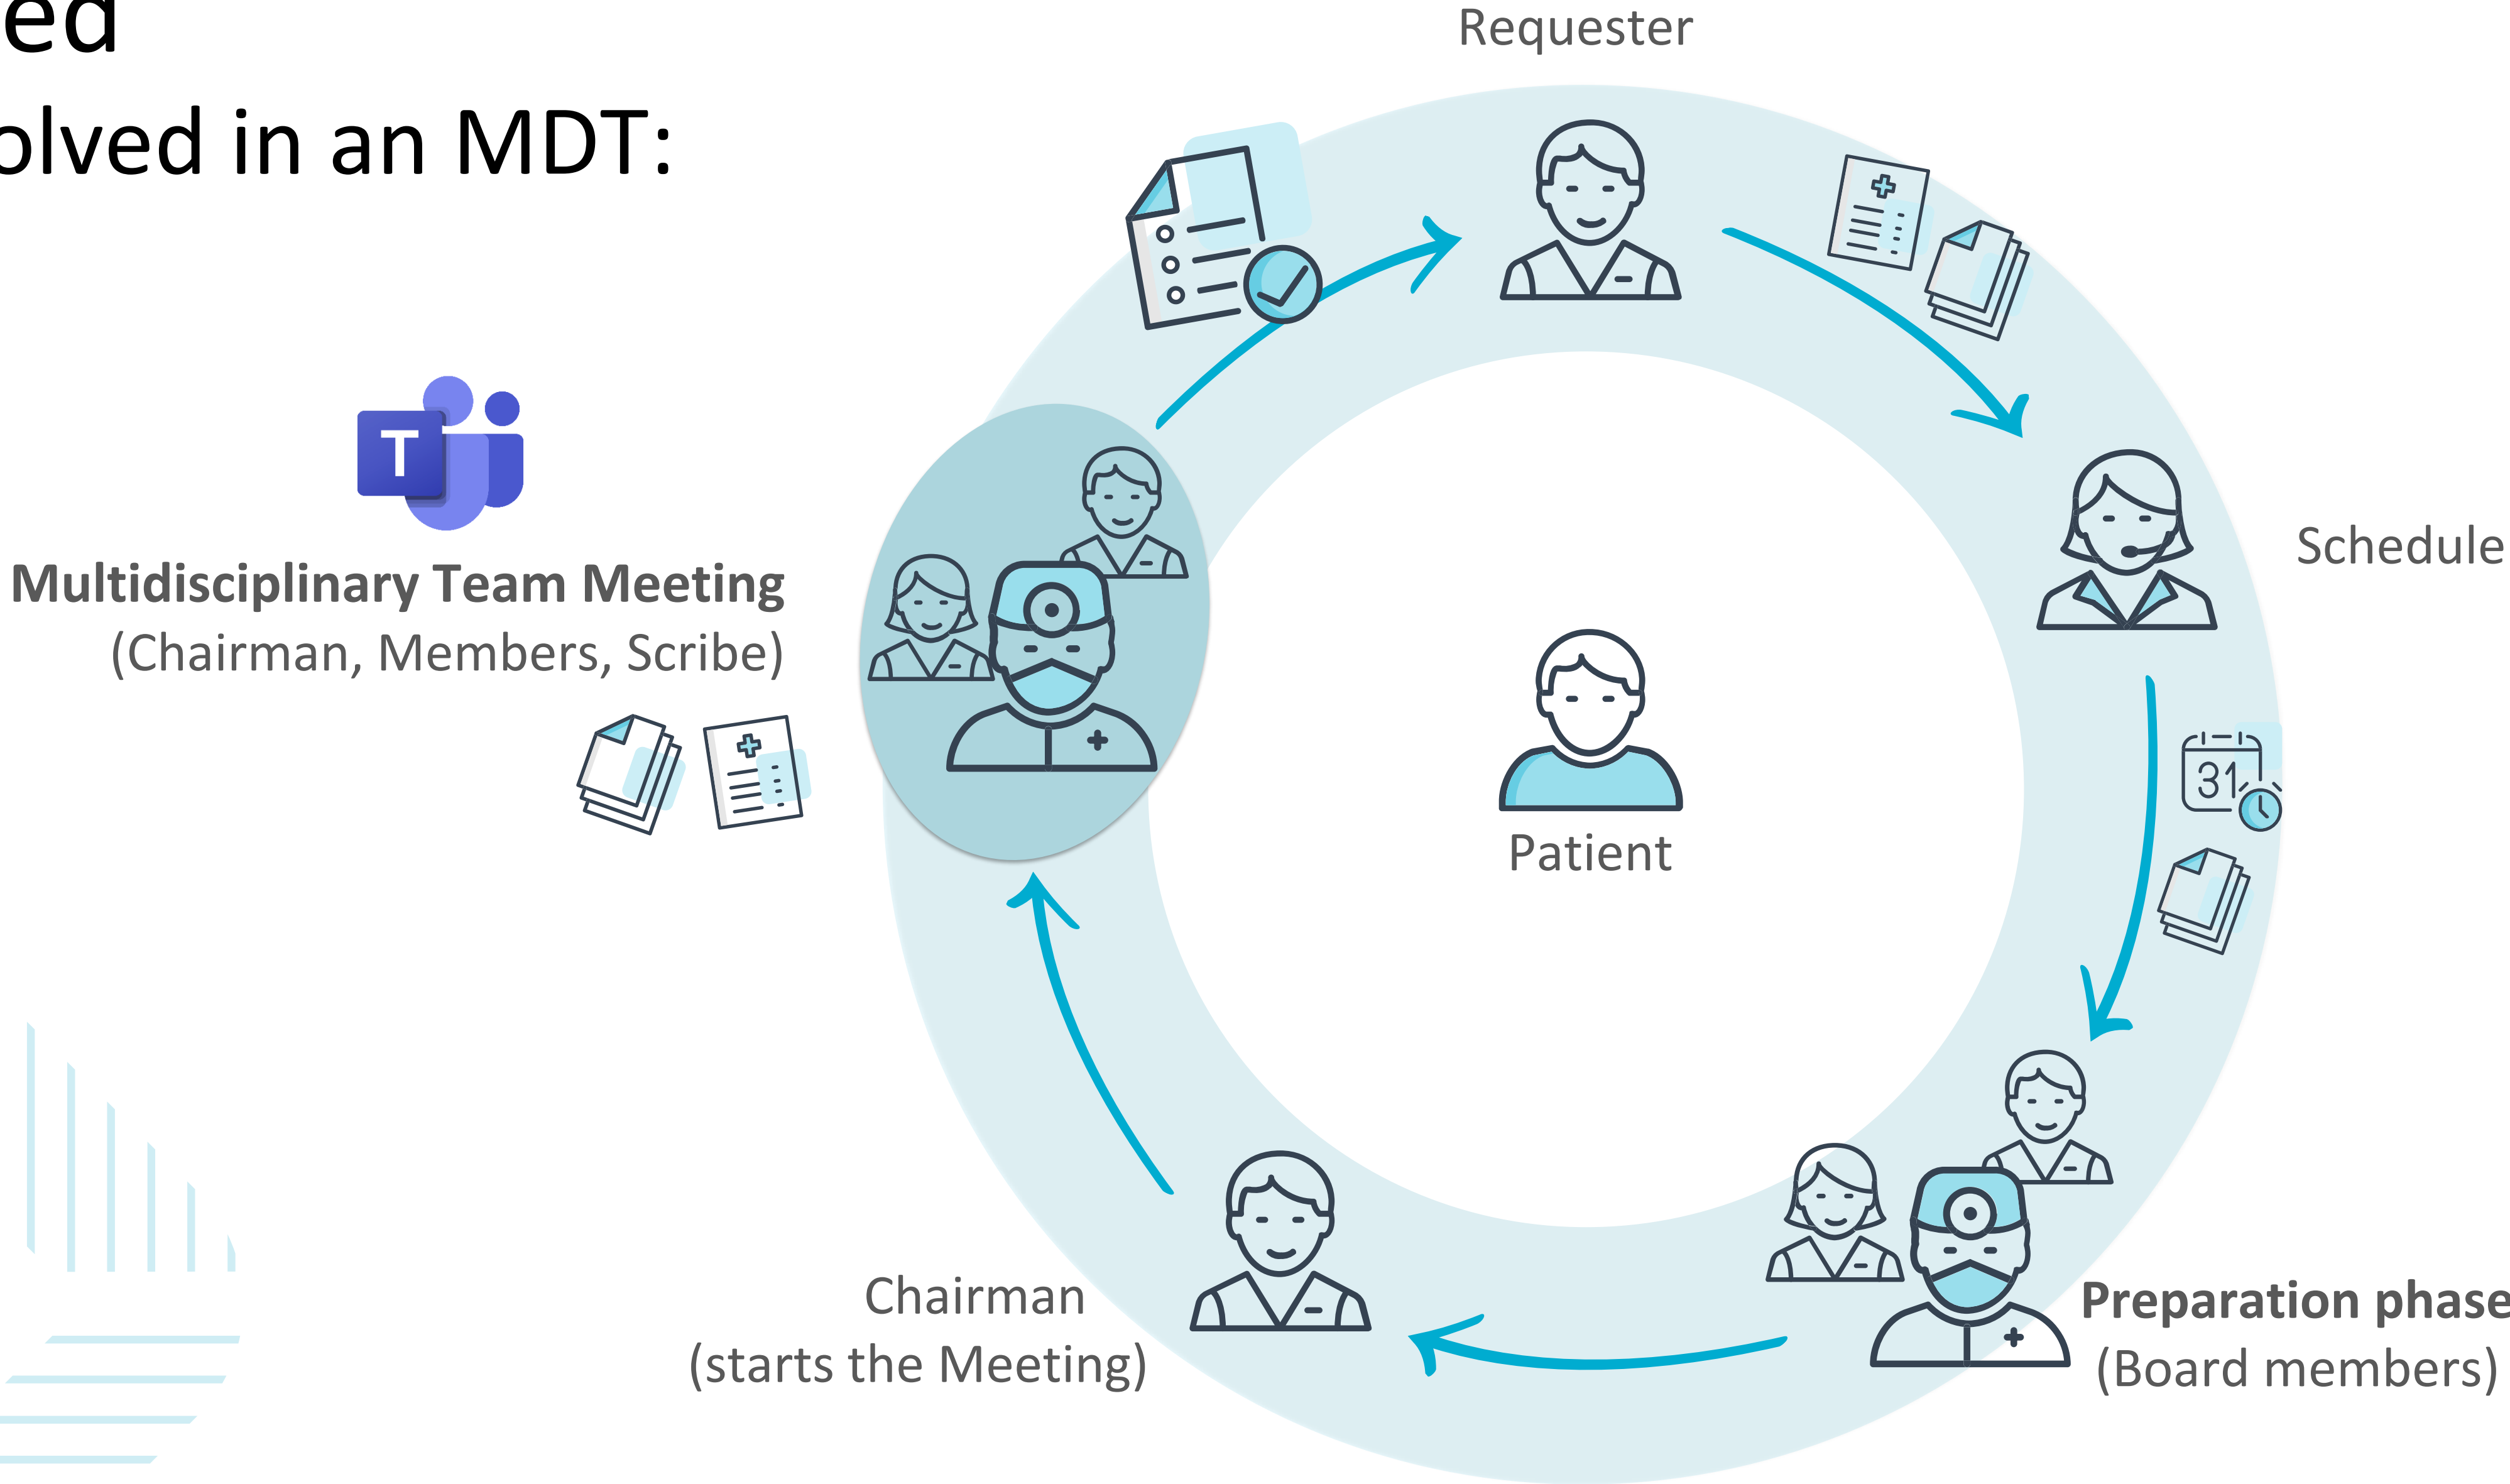 ed
olved in an MDT:
Requester
T
Multidisciplinary Team Meeting
(Chairman, Members, Scribe)
Schedule
Patient
31
Chairman
(starts the Meeting)
Preparation phase
(Board members)